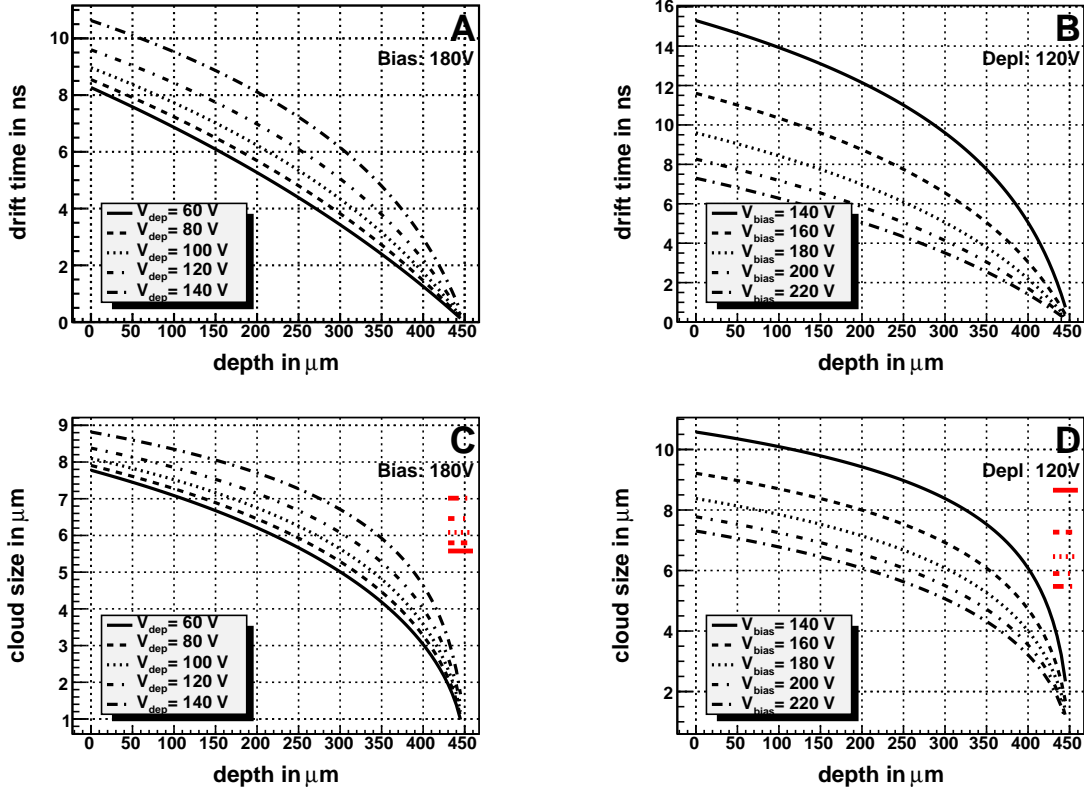 A
Bias: 180V
drift time in ns
10
8
6
4
2
0
V_dep= 60 V
V_dep= 80 V
V_dep= 100 V
V_dep= 120 V
V_dep= 140 V
0 50 100 150 200 250 300 350 400 450
depth in μm
B
Depl: 120V
drift time in ns
16
14
12
10
8
6
4
2
0
V_bias= 140 V
V_bias= 160 V
V_bias= 180 V
V_bias= 200 V
V_bias= 220 V
0 50 100 150 200 250 300 350 400 450
depth in μm
C
Bias: 180V
cloud size in μm
9
8
7
6
5
4
3
2
1
V_dep= 60 V
V_dep= 80 V
V_dep= 100 V
V_dep= 120 V
V_dep= 140 V
0 50 100 150 200 250 300 350 400 450
depth in μm
D
Depl: 120V
cloud size in μm
10
8
6
4
2
V_bias= 140 V
V_bias= 160 V
V_bias= 180 V
V_bias= 200 V
V_bias= 220 V
0 50 100 150 200 250 300 350 400 450
depth in μm